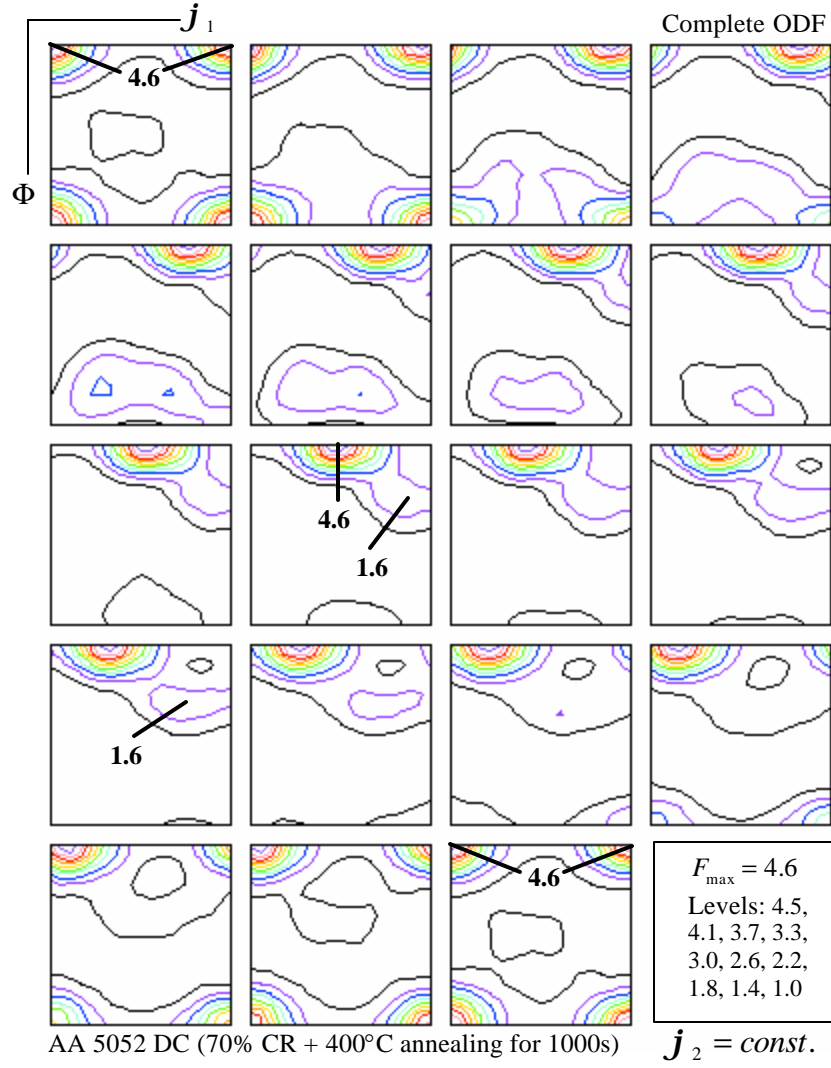 j 1
Complete ODF
4.6
Φ
4.6
1.6
1.6
4.6
Fmax = 4.6
Levels: 4.5,
4.1, 3.7, 3.3,
3.0, 2.6, 2.2,
1.8, 1.4, 1.0
AA 5052 DC (70% CR + 400°C annealing for 1000s)
j 2 = const.